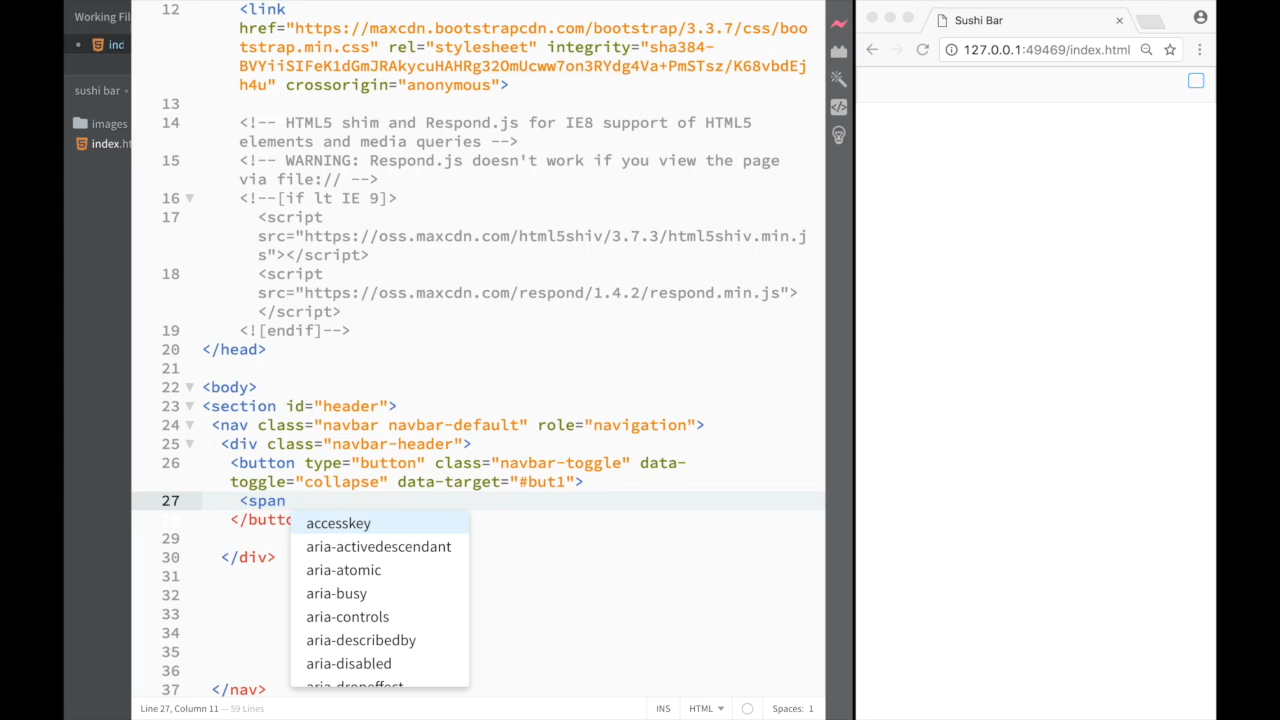 Working Fil
ind
sushi bar
images
index.ht
12 <link
href="https://maxcdn.bootstrapcdn.com/bootstrap/3.3.7/css/boo
tstrap.min.css" rel="stylesheet" integrity="sha384-
BVYiiSIFeK1dGmJRAkycuHAHRg32OmUcww7on3RYdg4Va+PmSTsz/K68vbdEj
h4u" crossorigin="anonymous">
13
14 <!-- HTML5 shim and Respond.js for IE8 support of HTML5
elements and media queries -->
15 <!-- WARNING: Respond.js doesn't work if you view the page
via file:// -->
16 <!--[if lt IE 9]>
17 <script
src="https://oss.maxcdn.com/html5shiv/3.7.3/html5shiv.min.j
s"></script>
18 <script
src="https://oss.maxcdn.com/respond/1.4.2/respond.min.js">
</script>
19 <![endif]-->
20 </head>
21
22 <body>
23 <section id="header">
24 <nav class="navbar navbar-default" role="navigation">
25 <div class="navbar-header">
26 <button type="button" class="navbar-toggle" data-
toggle="collapse" data-target="#but1">
27 <span
28 </butto
29
30 </div>
31
32
33
34
35
36
37 </nav>
accesskey
aria-activedescendant
aria-atomic
aria-busy
aria-controls
aria-describedby
aria-disabled
aria-dropeffect
Line 27, Column 11 — 59 Lines
INS
HTML
Spaces: 1
Sushi Bar
127.0.0.1:49469/index.html